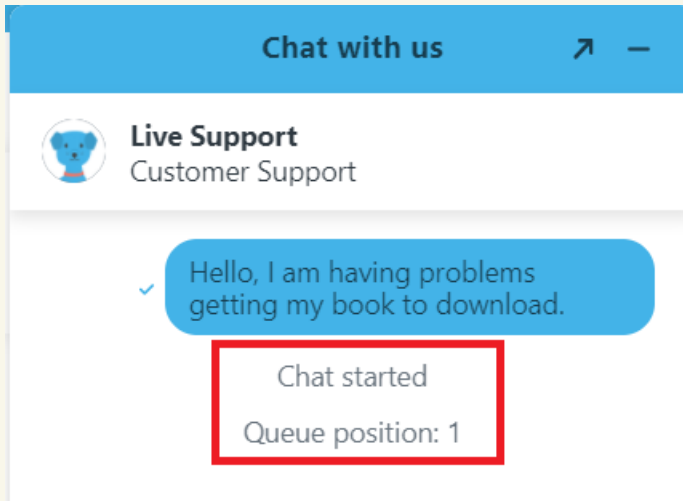 Chat with us
Live Support
Customer Support
Hello, I am having problems
getting my book to download.
Chat started
Queue position: 1